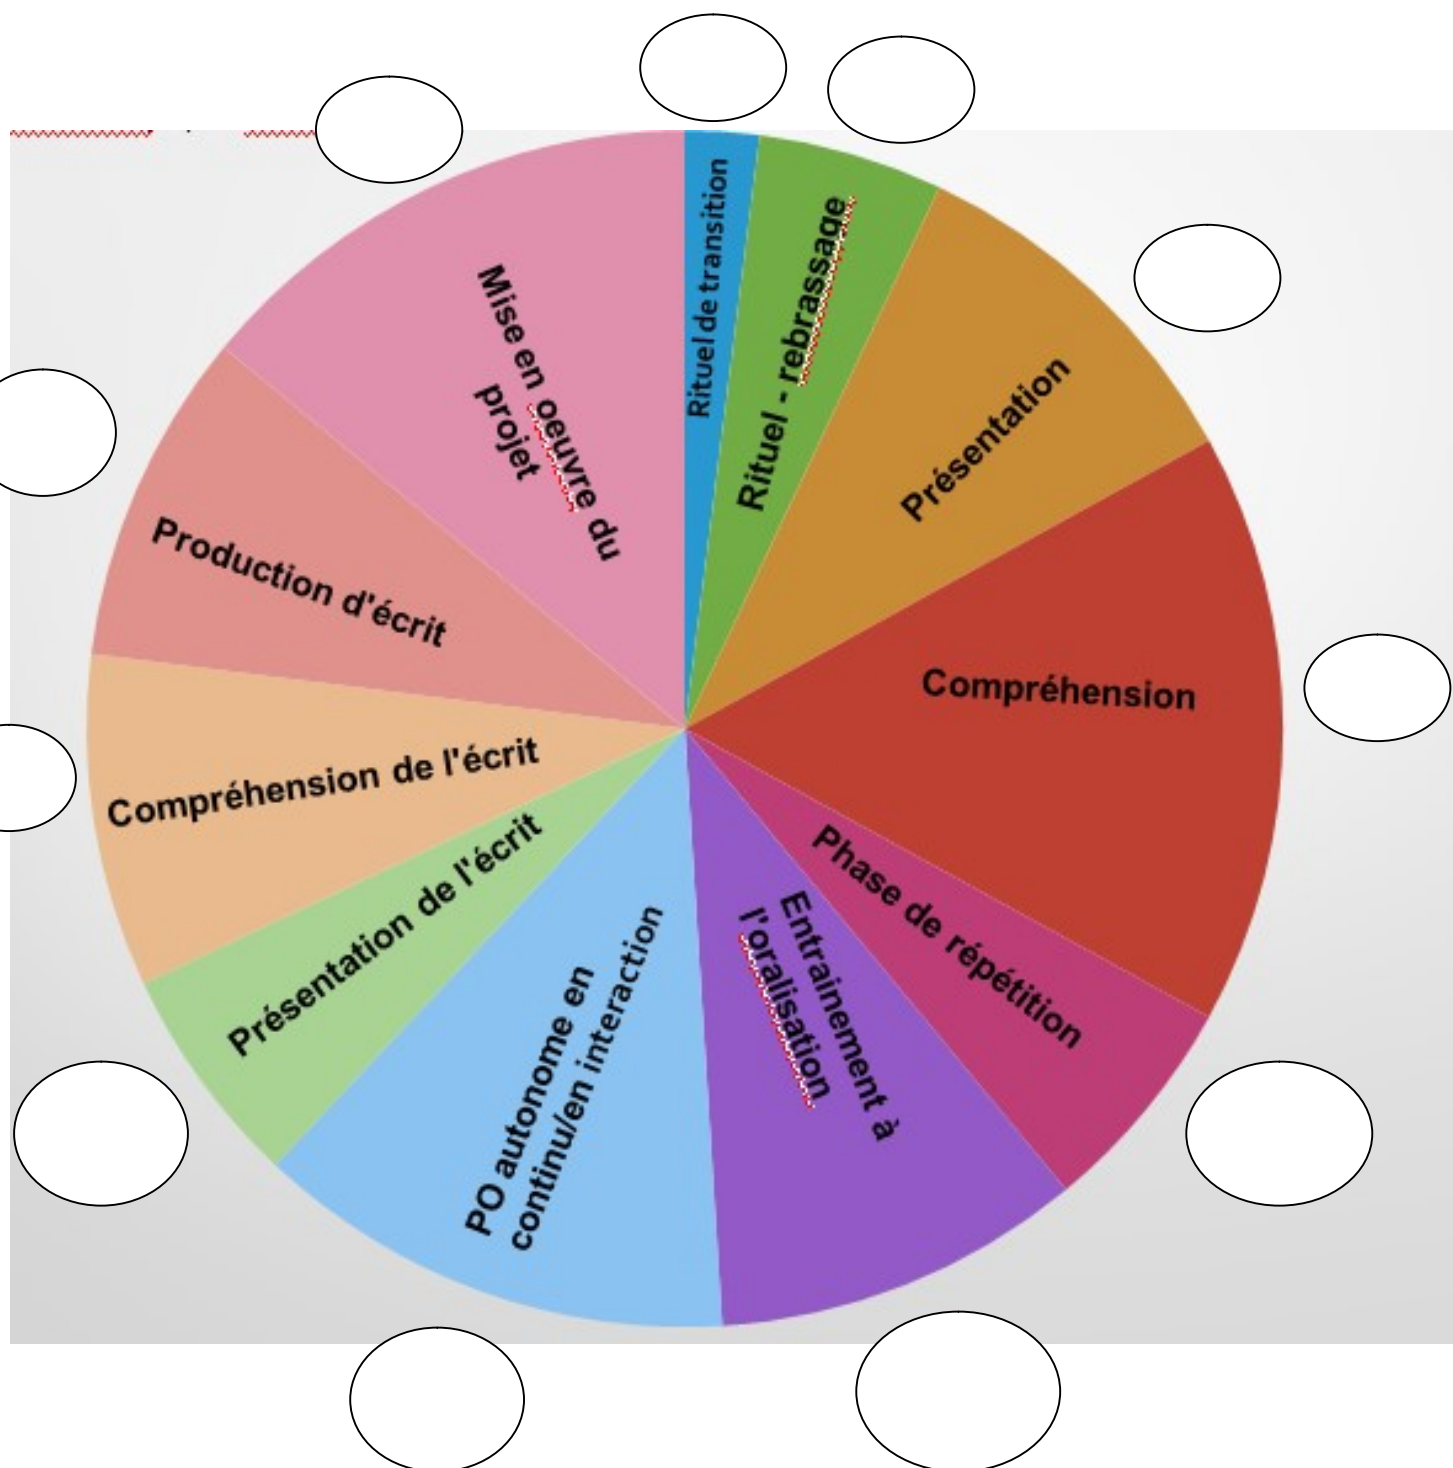 Rituel de transition
Rituel - rebrassage
Présentation
Compréhension
Phase de répétition
Entrainement à
l'oralisation
PO autonome en
continu/en interaction
Présentation de l'écrit
Compréhension de l'écrit
Production d'écrit
Mise en oeuvre du
projet